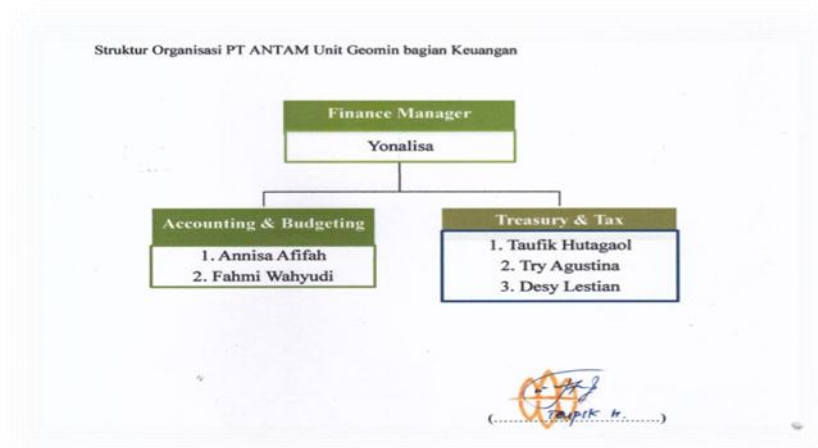 Struktur Organisasi PT ANTAM Unit Geomin bagian Keuangan
Finance Manager
Yonalisa
Accounting & Budgeting
1. Annisa Afifah
2. Fahmi Wahyudi
Treasury & Tax
1. Taufik Hutagaol
2. Try Agustina
3. Desy Lestian
(..........Taupik H..........)